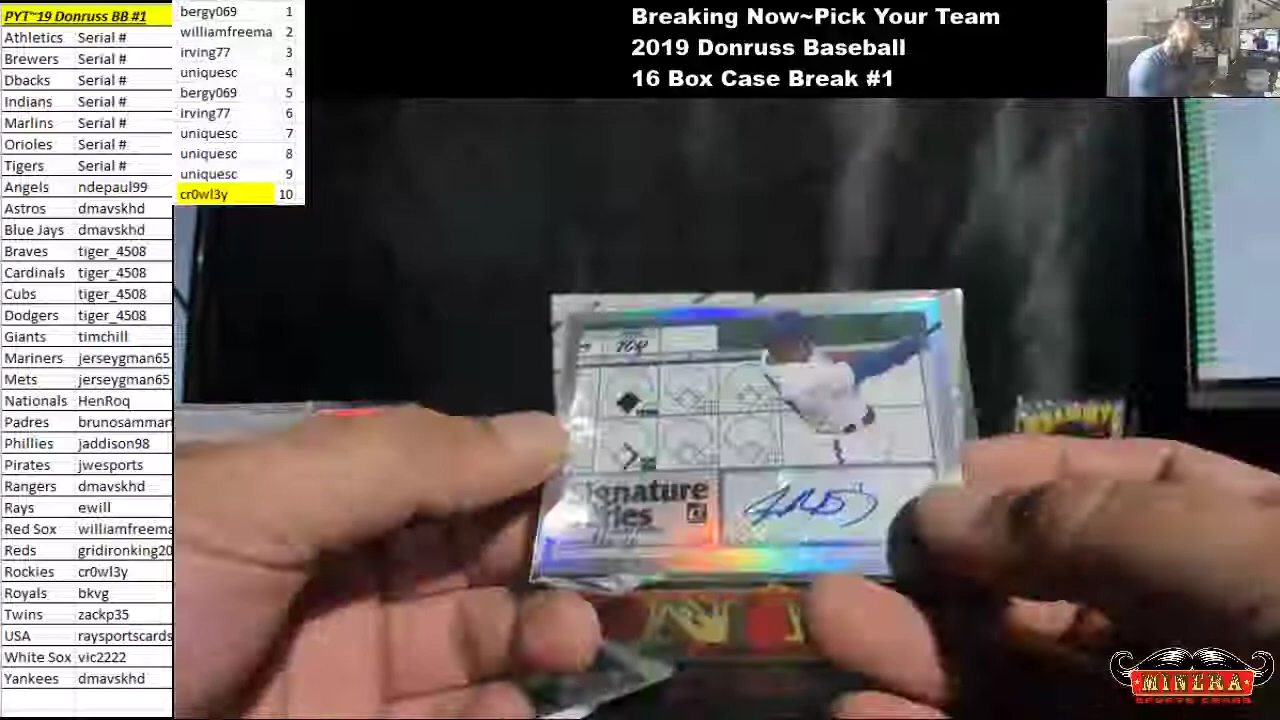 PYT~19 Donruss BB #1
Athletics Serial #
Brewers Serial #
Dbacks Serial #
Indians Serial #
Marlins Serial #
Orioles Serial #
Tigers Serial #
Angels ndepaul99
Astros dmavskhd
Blue Jays dmavskhd
Braves tiger_4508
Cardinals tiger_4508
Cubs tiger_4508
Dodgers tiger_4508
Giants timchill
Mariners jerseygman65
Mets jerseygman65
Nationals HenRoq
Padres brunosammar
Phillies jaddison98
Pirates jwesports
Rangers dmavskhd
Rays ewill
Red Sox williamfreema
Reds gridironking20
Rockies cr0wl3y
Royals bkvg
Twins zackp35
USA raysportscards
White Sox vic2222
Yankees dmavskhd
bergy069 1
williamfreema 2
irving77 3
uniquesc 4
bergy069 5
irving77 6
uniquesc 7
uniquesc 8
uniquesc 9
cr0wl3y 10
Breaking Now~Pick Your Team
2019 Donruss Baseball
16 Box Case Break #1
Signature
MINERA
SPORTS CARDS